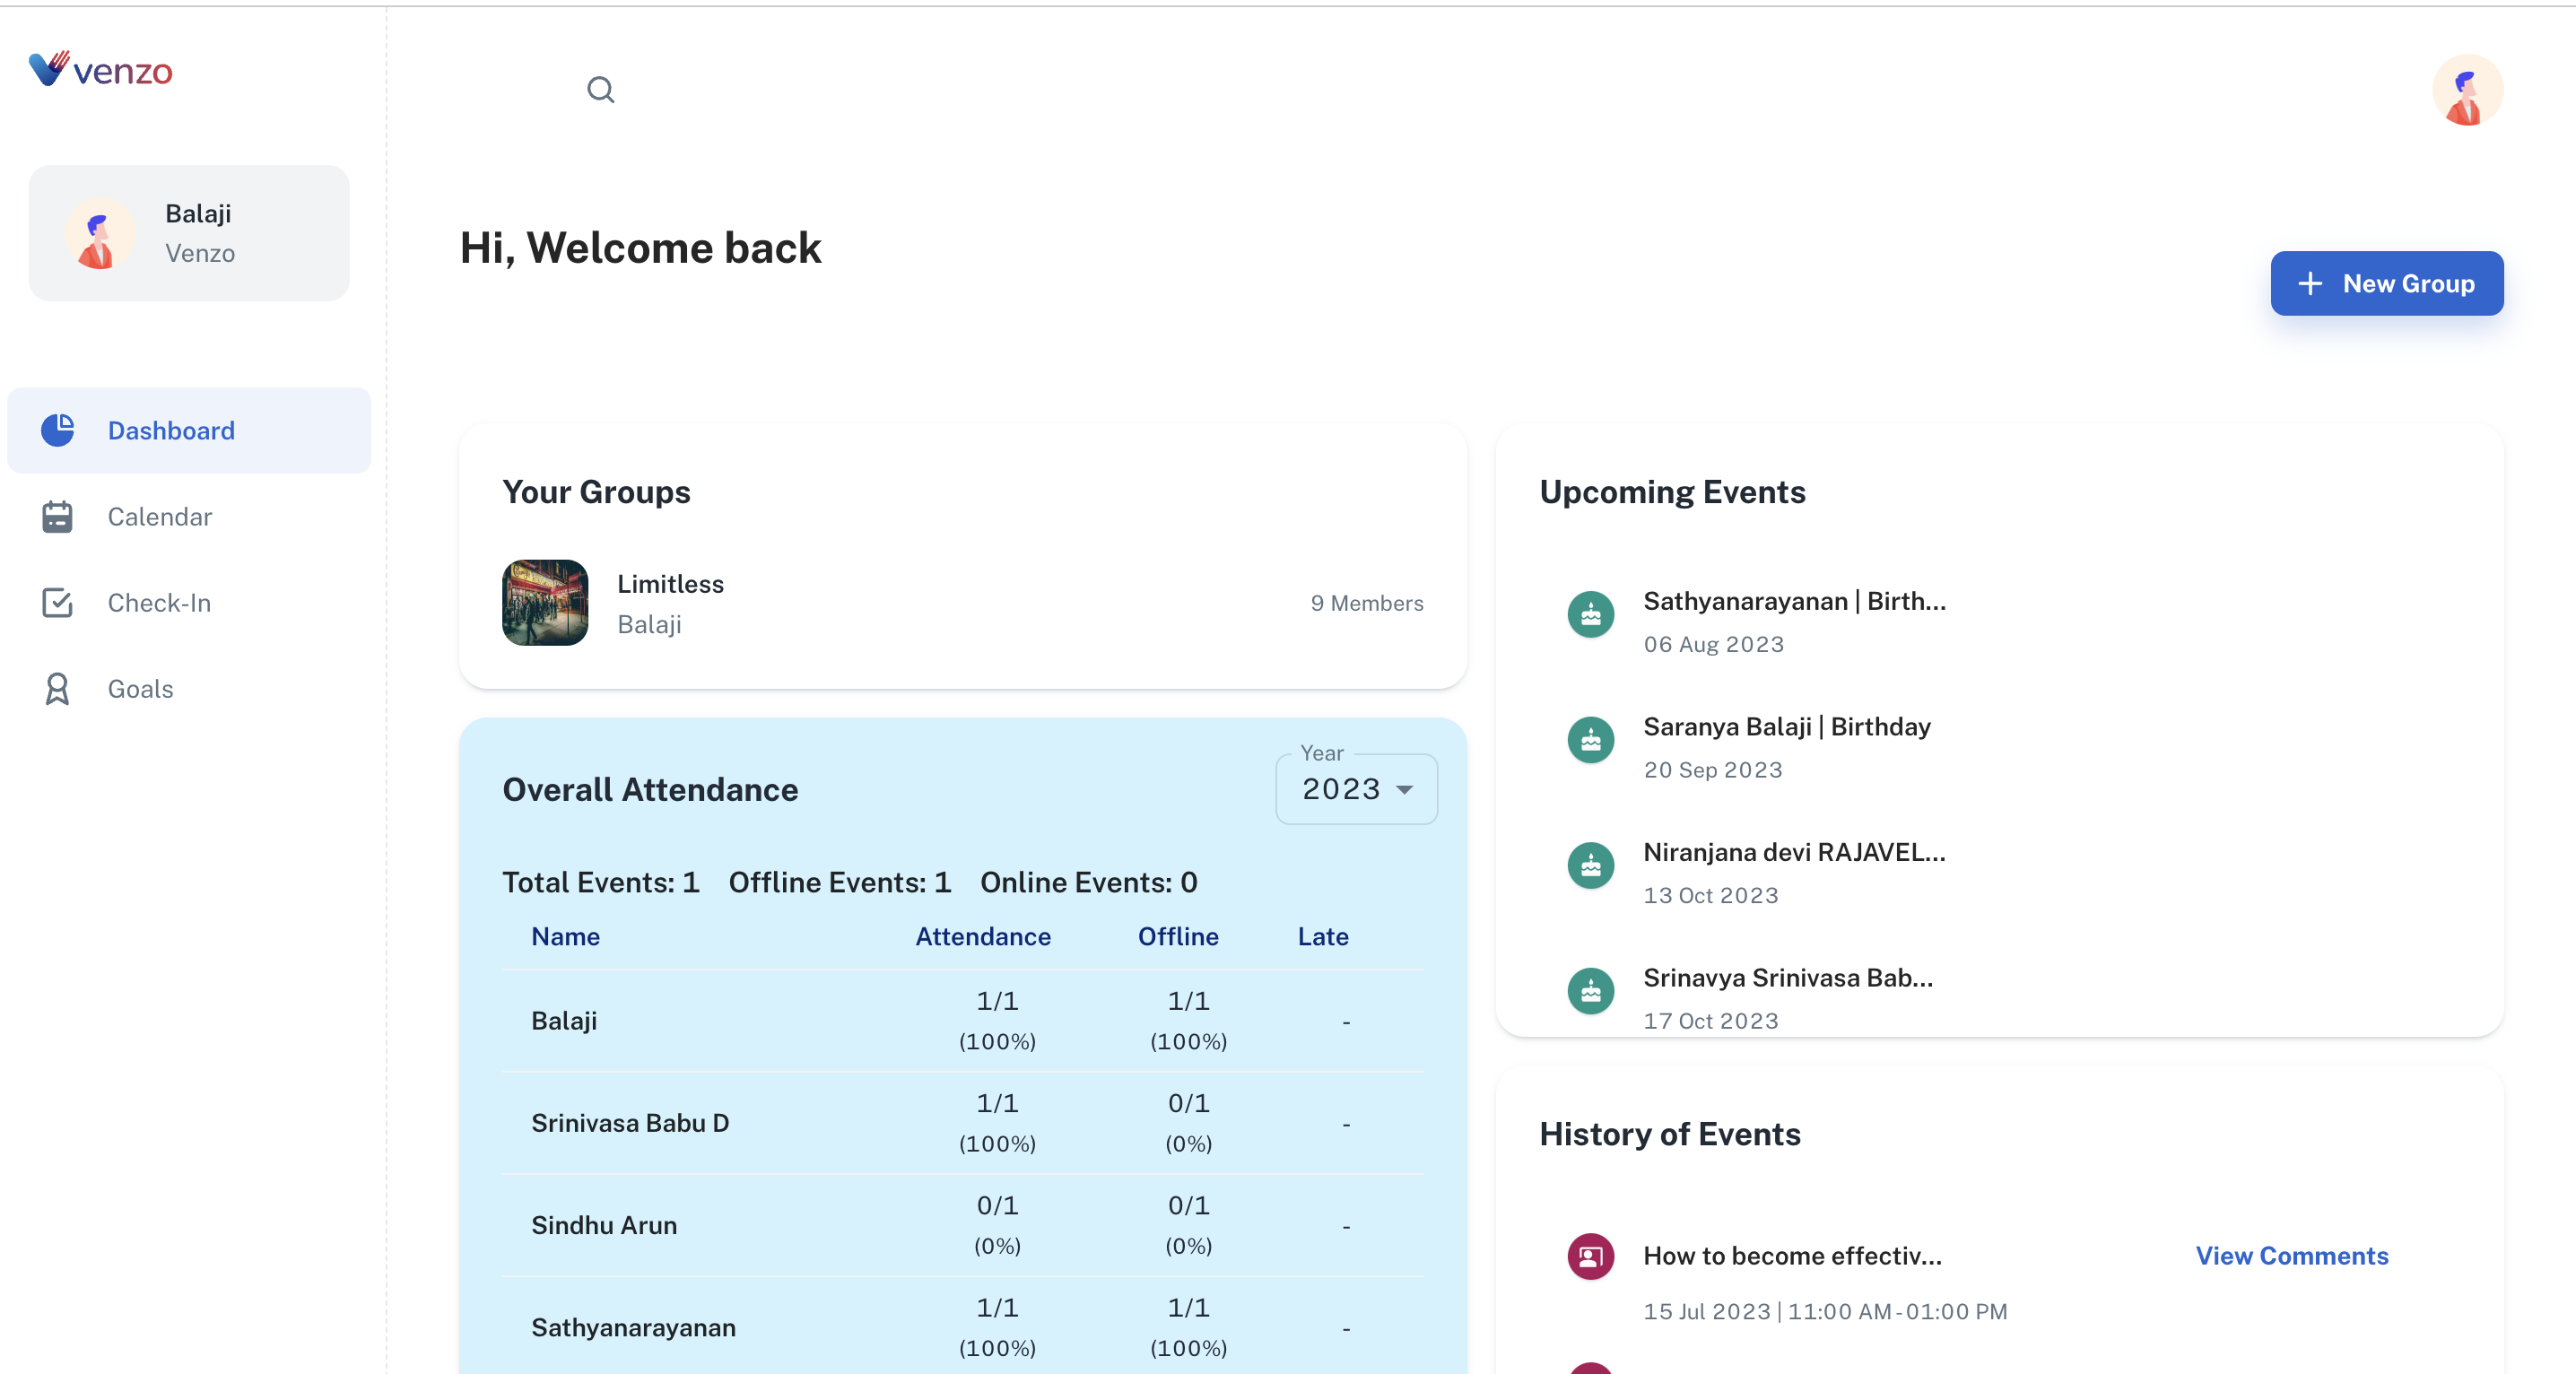 venzo
Balaji
Venzo
Dashboard
Calendar
Check-In
Goals
Hi, Welcome back
New Group
Your Groups
Limitless
Balaji
9 Members
Overall Attendance
Year
2023
Total Events: 1 Offline Events: 1 Online Events: 0
Name Attendance Offline Late
Balaji 1/1 (100%) 1/1 (100%) -
Srinivasa Babu D 1/1 (100%) 0/1 (0%) -
Sindhu Arun 0/1 (0%) 0/1 (0%) -
Sathyanarayanan 1/1 (100%) 1/1 (100%) -
Upcoming Events
Sathyanarayanan | Birth...
06 Aug 2023
Saranya Balaji | Birthday
20 Sep 2023
Niranjana devi RAJAVEL...
13 Oct 2023
Srinavya Srinivasa Bab...
17 Oct 2023
History of Events
How to become effectiv... View Comments
15 Jul 2023 | 11:00 AM - 01:00 PM